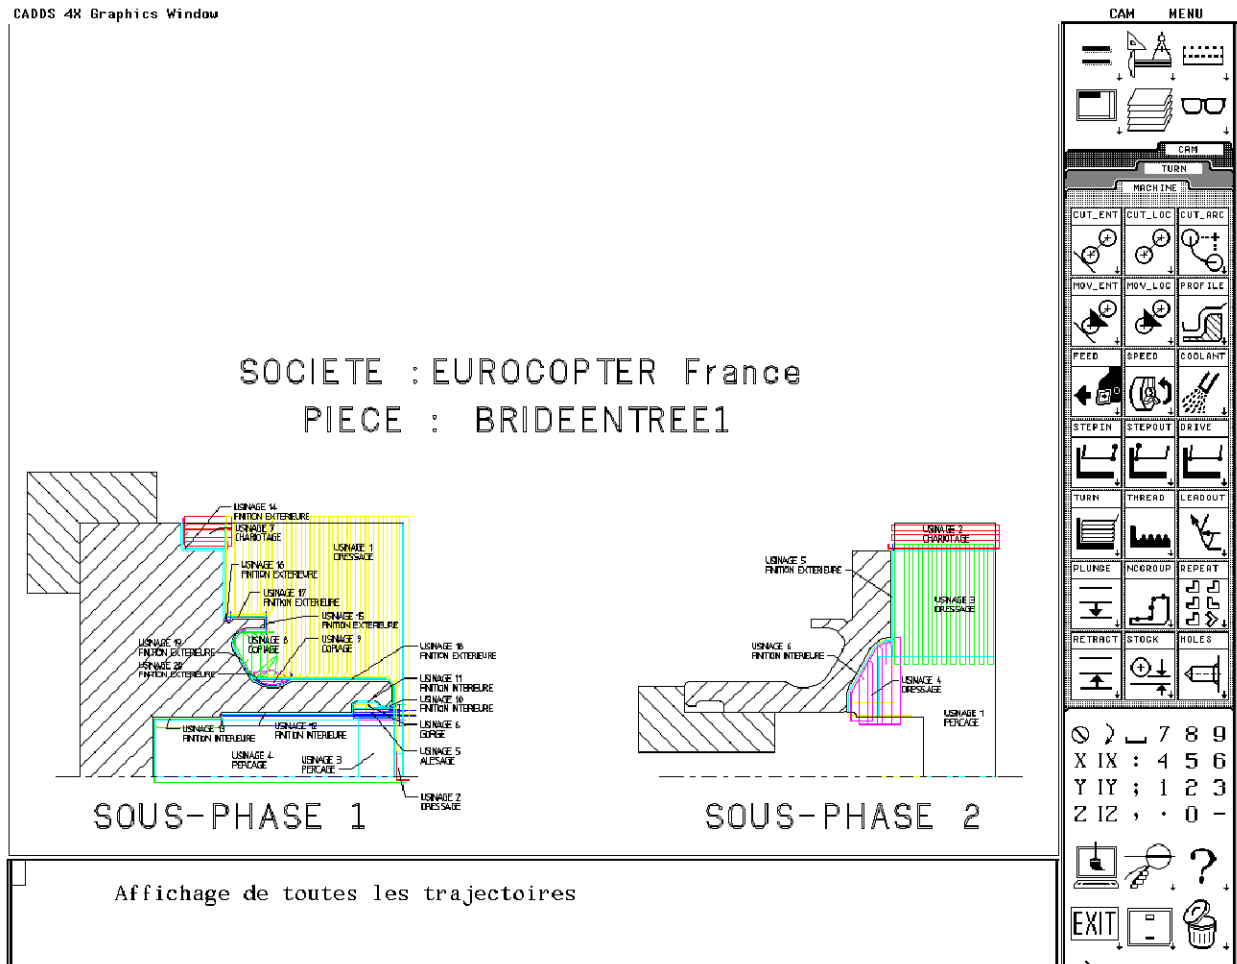 CADDS 4X Graphics Window
CAM MENU
CAM
TURN
MACHINE
CUT_ENT CUT_LOC CUT_ARC
MOV_ENT MOV_LOC PROFILE
FEED SPEED COOLANT
STEPIN STEPOUT DRIVE
TURN THREAD LEADOUT
PLUNGE NCGROUP REPEAT
RETRACT STOCK HOLES
7 8 9
X IX : 4 5 6
Y IY ; 1 2 3
Z IZ , . 0 -
?
EXIT
SOCIETE : EUROCOPTER France
PIECE : BRIDEENTREE1
USINAGE 14
FINITION EXTERIEURE
USINAGE 7
CHARIOTAGE
USINAGE 1
DRESSAGE
USINAGE 16
FINITION EXTERIEURE
USINAGE 17
FINITION EXTERIEURE
USINAGE 15
FINITION EXTERIEURE
USINAGE 19
FINITION EXTERIEURE
USINAGE 20
FINITION EXTERIEURE
USINAGE 8
COPIAGE
USINAGE 9
COPIAGE
USINAGE 18
FINITION EXTERIEURE
USINAGE 11
FINITION INTERIEURE
USINAGE 10
FINITION INTERIEURE
USINAGE 6
GORGE
USINAGE 5
ALESAGE
USINAGE 13
FINITION INTERIEURE
USINAGE 12
FINITION INTERIEURE
USINAGE 4
PERCAGE
USINAGE 3
PERCAGE
USINAGE 2
DRESSAGE
SOUS-PHASE 1
USINAGE 2
CHARIOTAGE
USINAGE 5
FINITION EXTERIEURE
USINAGE 3
DRESSAGE
USINAGE 6
FINITION INTERIEURE
USINAGE 4
DRESSAGE
USINAGE 1
PERCAGE
SOUS-PHASE 2
Affichage de toutes les trajectoires